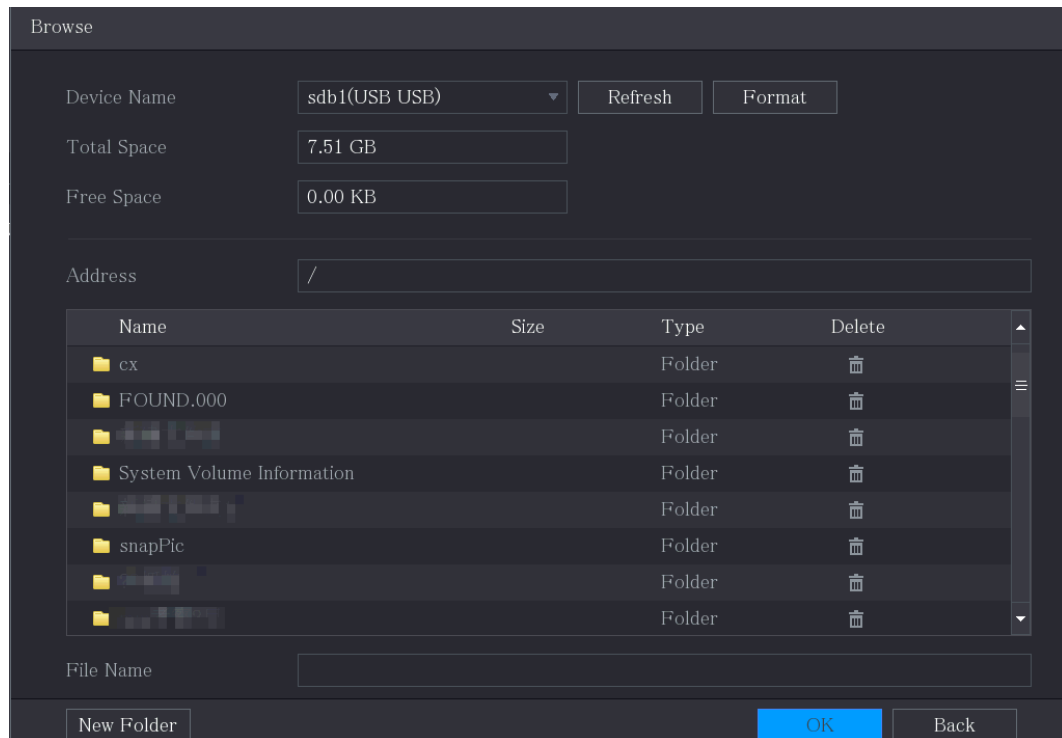 Browse
Device Name sdb1(USB USB) Refresh Format
Total Space 7.51 GB
Free Space 0.00 KB
Address /
Name Size Type Delete
cx Folder
FOUND.000 Folder
Folder
System Volume Information Folder
Folder
snapPic Folder
Folder
Folder
File Name
New Folder OK Back